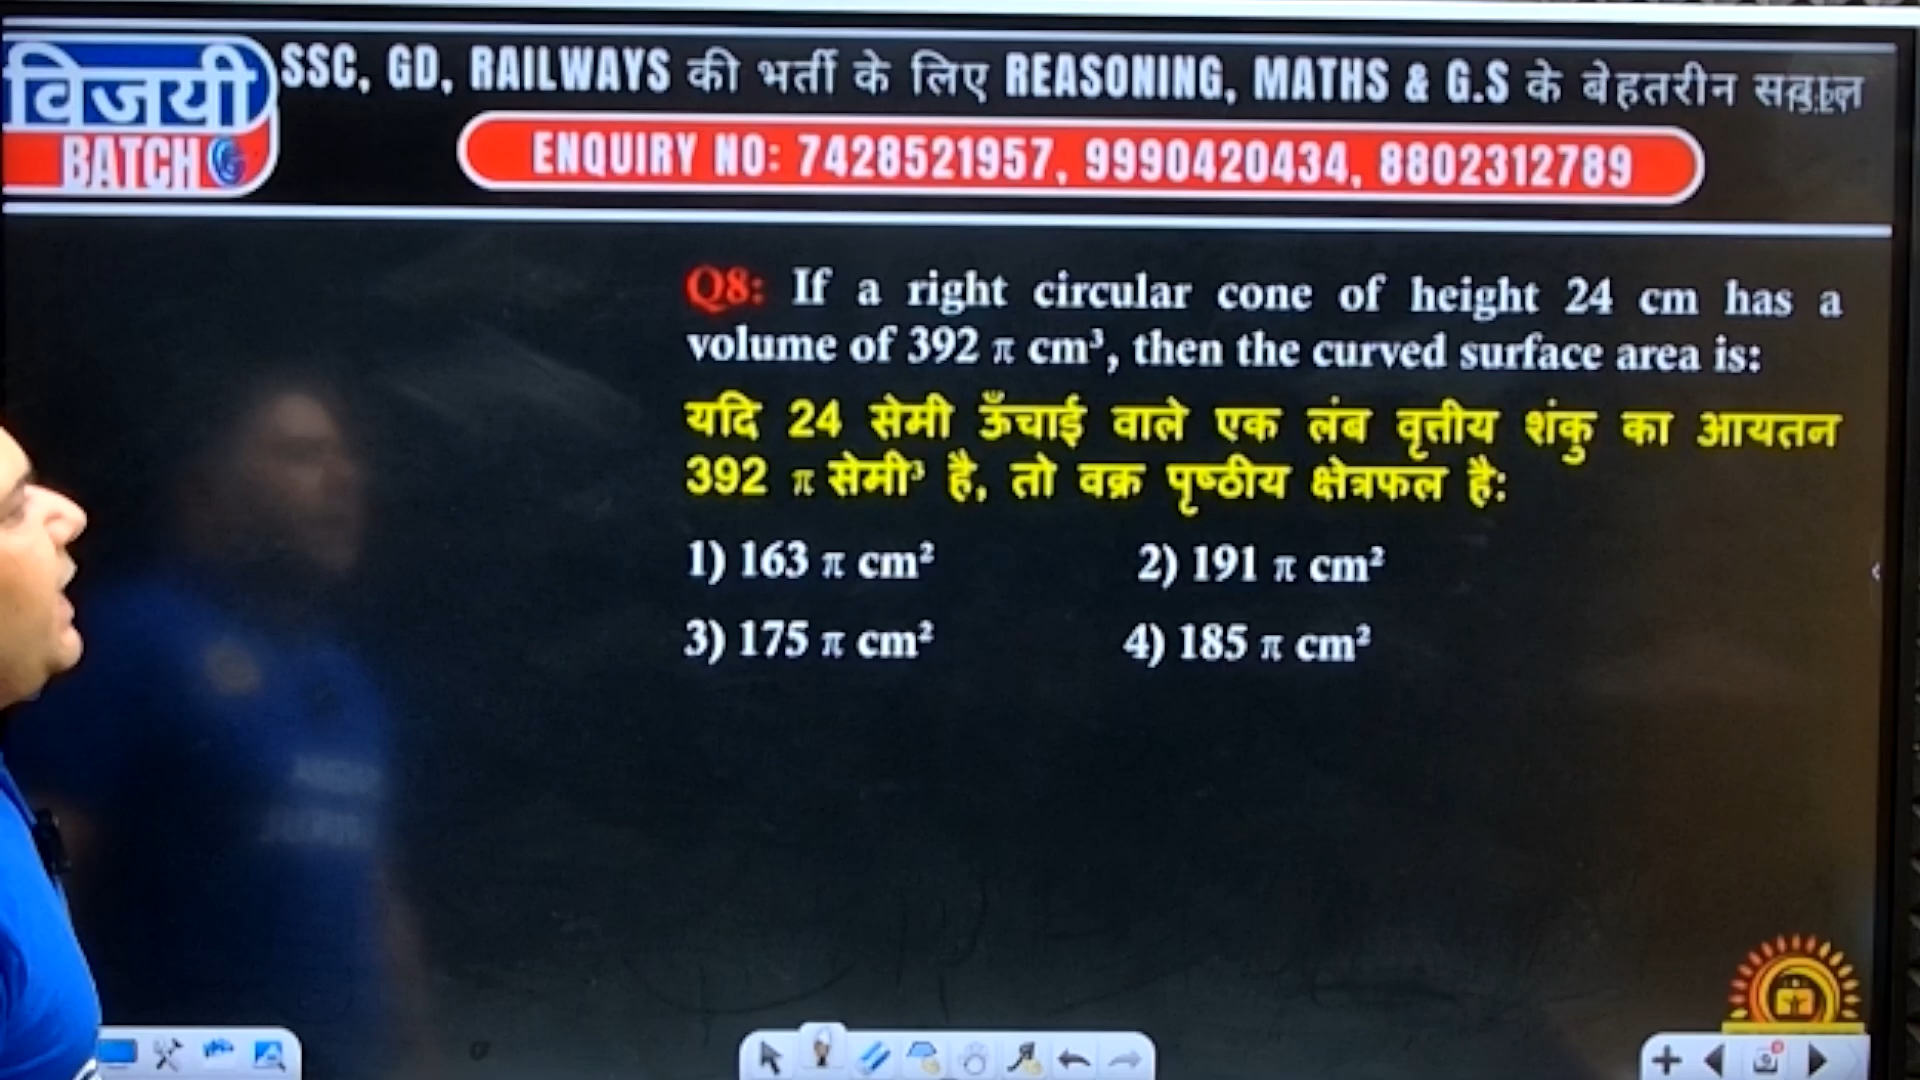 विजयी
BATCH
SSC, GD, RAILWAYS की भर्ती के लिए REASONING, MATHS & G.S के बेहतरीन
ENQUIRY NO: 7428521957, 9990420434, 8802312789
Q8: If a right circular cone of height 24 cm has a
volume of 392 π cm³, then the curved surface area is:
यदि 24 सेमी ऊँचाई वाले एक लंब वृत्तीय शंकु का आयतन
392 π सेमी³ है, तो वक्र पृष्ठीय क्षेत्रफल है:
1) 163 π cm² 2) 191 π cm²
3) 175 π cm² 4) 185 π cm²